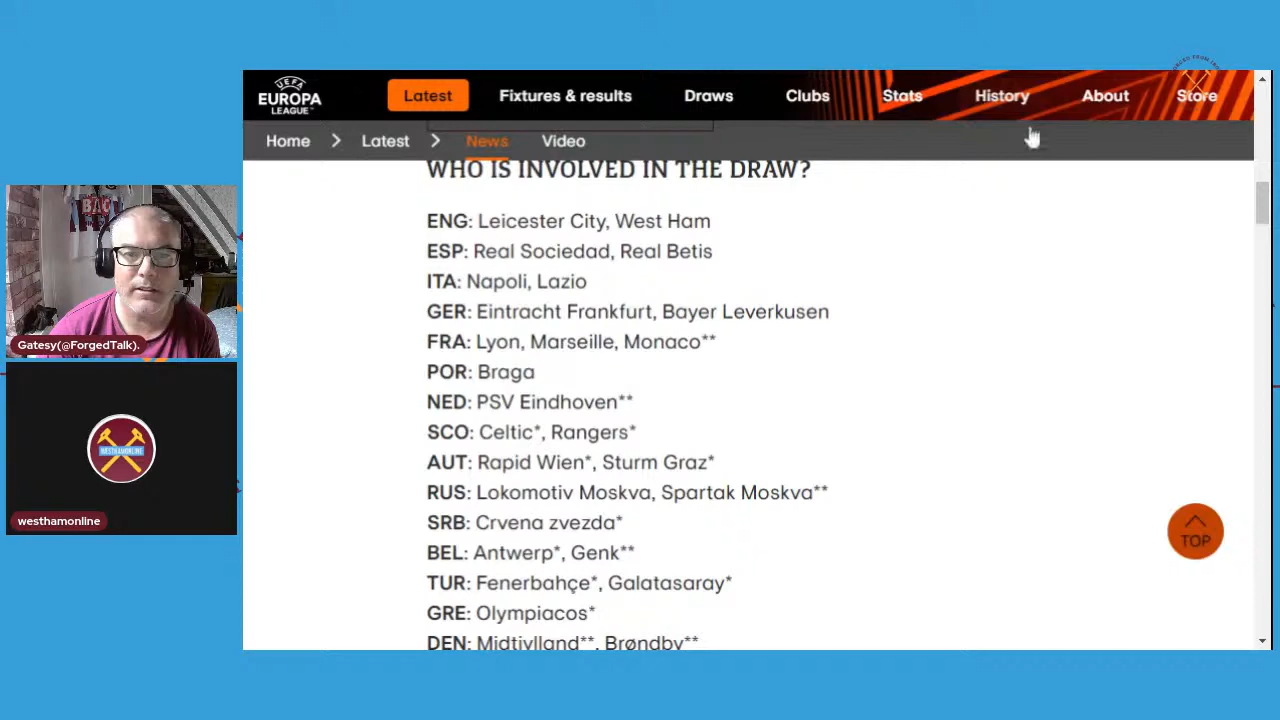 UEFA
EUROPA
LEAGUE
Latest
Fixtures & results
Draws
Clubs
Stats
History
About
Store
Home
Latest
News
Video
WHO IS INVOLVED IN THE DRAW?
ENG: Leicester City, West Ham
ESP: Real Sociedad, Real Betis
ITA: Napoli, Lazio
GER: Eintracht Frankfurt, Bayer Leverkusen
FRA: Lyon, Marseille, Monaco**
POR: Braga
NED: PSV Eindhoven**
SCO: Celtic*, Rangers*
AUT: Rapid Wien*, Sturm Graz*
RUS: Lokomotiv Moskva, Spartak Moskva**
SRB: Crvena zvezda*
BEL: Antwerp*, Genk**
TUR: Fenerbahçe*, Galatasaray*
GRE: Olympiacos*
DEN: Midtjylland**, Brøndby**
TOP
Gatesy(@ForgedTalk).
WESTHAMONLINE
westhamonline